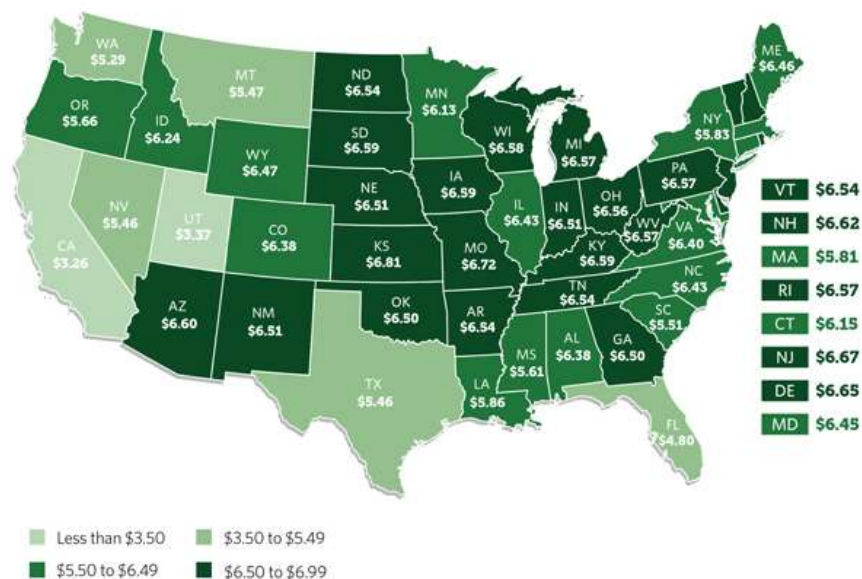 WA
$5.29
OR
$5.66
ID
$6.24
MT
$5.47
WY
$6.47
CA
$3.26
NV
$5.46
UT
$3.37
CO
$6.38
AZ
$6.60
NM
$6.51
ND
$6.54
SD
$6.59
NE
$6.51
KS
$6.81
OK
$6.50
TX
$5.46
MN
$6.13
IA
$6.59
MO
$6.72
AR
$6.54
LA
$5.86
WI
$6.58
IL
$6.43
MI
$6.57
IN
$6.51
OH
$6.56
KY
$6.59
TN
$6.54
MS
$5.61
AL
$6.38
GA
$6.50
FL
$4.80
SC
$5.51
NC
$6.43
VA
$6.40
WV
$6.57
PA
$6.57
NY
$5.83
ME
$6.46
VT $6.54
NH $6.62
MA $5.81
RI $6.57
CT $6.15
NJ $6.67
DE $6.65
MD $6.45
Less than $3.50
$3.50 to $5.49
$5.50 to $6.49
$6.50 to $6.99